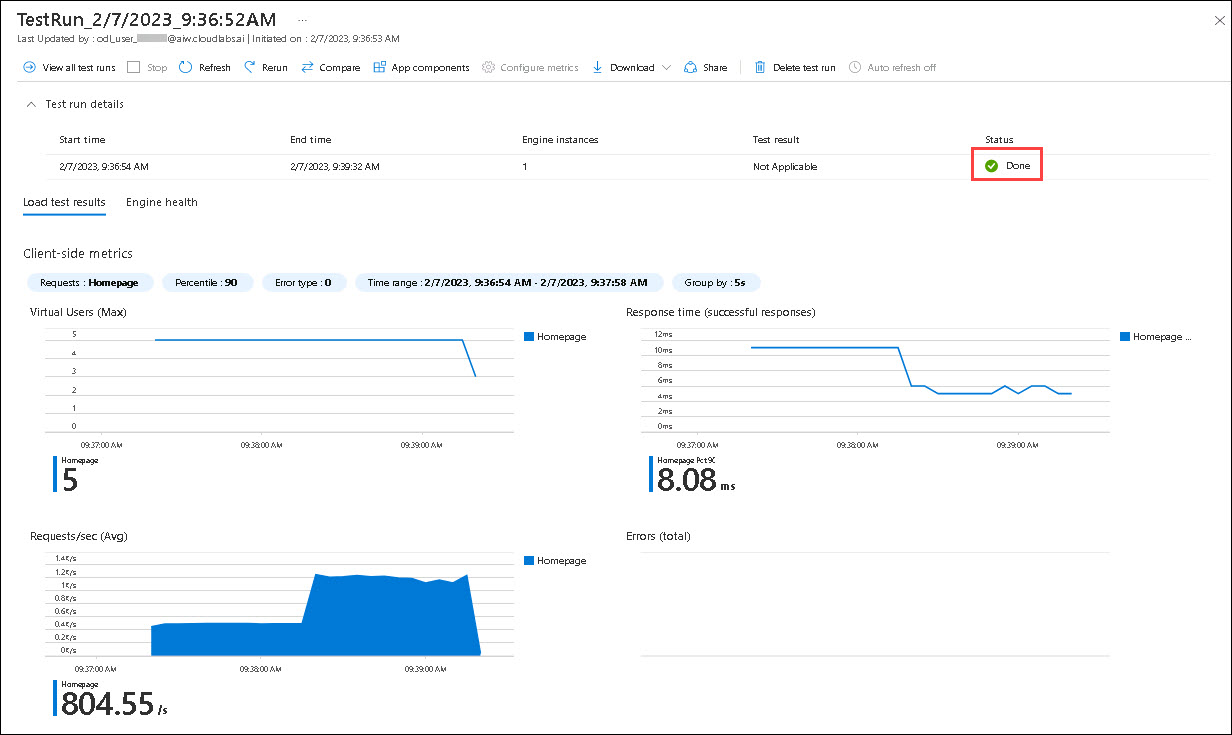 TestRun_2/7/2023_9:36:52AM ...
Last Updated by : odl_user_ @aiw.cloudlabs.ai | Initiated on : 2/7/2023, 9:36:53 AM
View all test runs Stop Refresh Rerun Compare App components Configure metrics Download Share Delete test run Auto refresh off
Test run details
Start time End time Engine instances Test result Status
2/7/2023, 9:36:54 AM 2/7/2023, 9:39:32 AM 1 Not Applicable Done
Load test results Engine health
Client-side metrics
Requests : Homepage Percentile : 90 Error type : 0 Time range : 2/7/2023, 9:36:54 AM - 2/7/2023, 9:37:58 AM Group by : 5s
Virtual Users (Max)
5
4
3
2
1
0
09:37:00 AM 09:38:00 AM 09:39:00 AM
Homepage
Homepage
5
Response time (successful responses)
12ms
10ms
8ms
6ms
4ms
2ms
0ms
09:37:00 AM 09:38:00 AM 09:39:00 AM
Homepage ...
Homepage Pct90
8.08 ms
Requests/sec (Avg)
1.4k/s
1.2k/s
1k/s
0.8k/s
0.6k/s
0.4k/s
0.2k/s
0k/s
09:37:00 AM 09:38:00 AM 09:39:00 AM
Homepage
Homepage
804.55 /s
Errors (total)